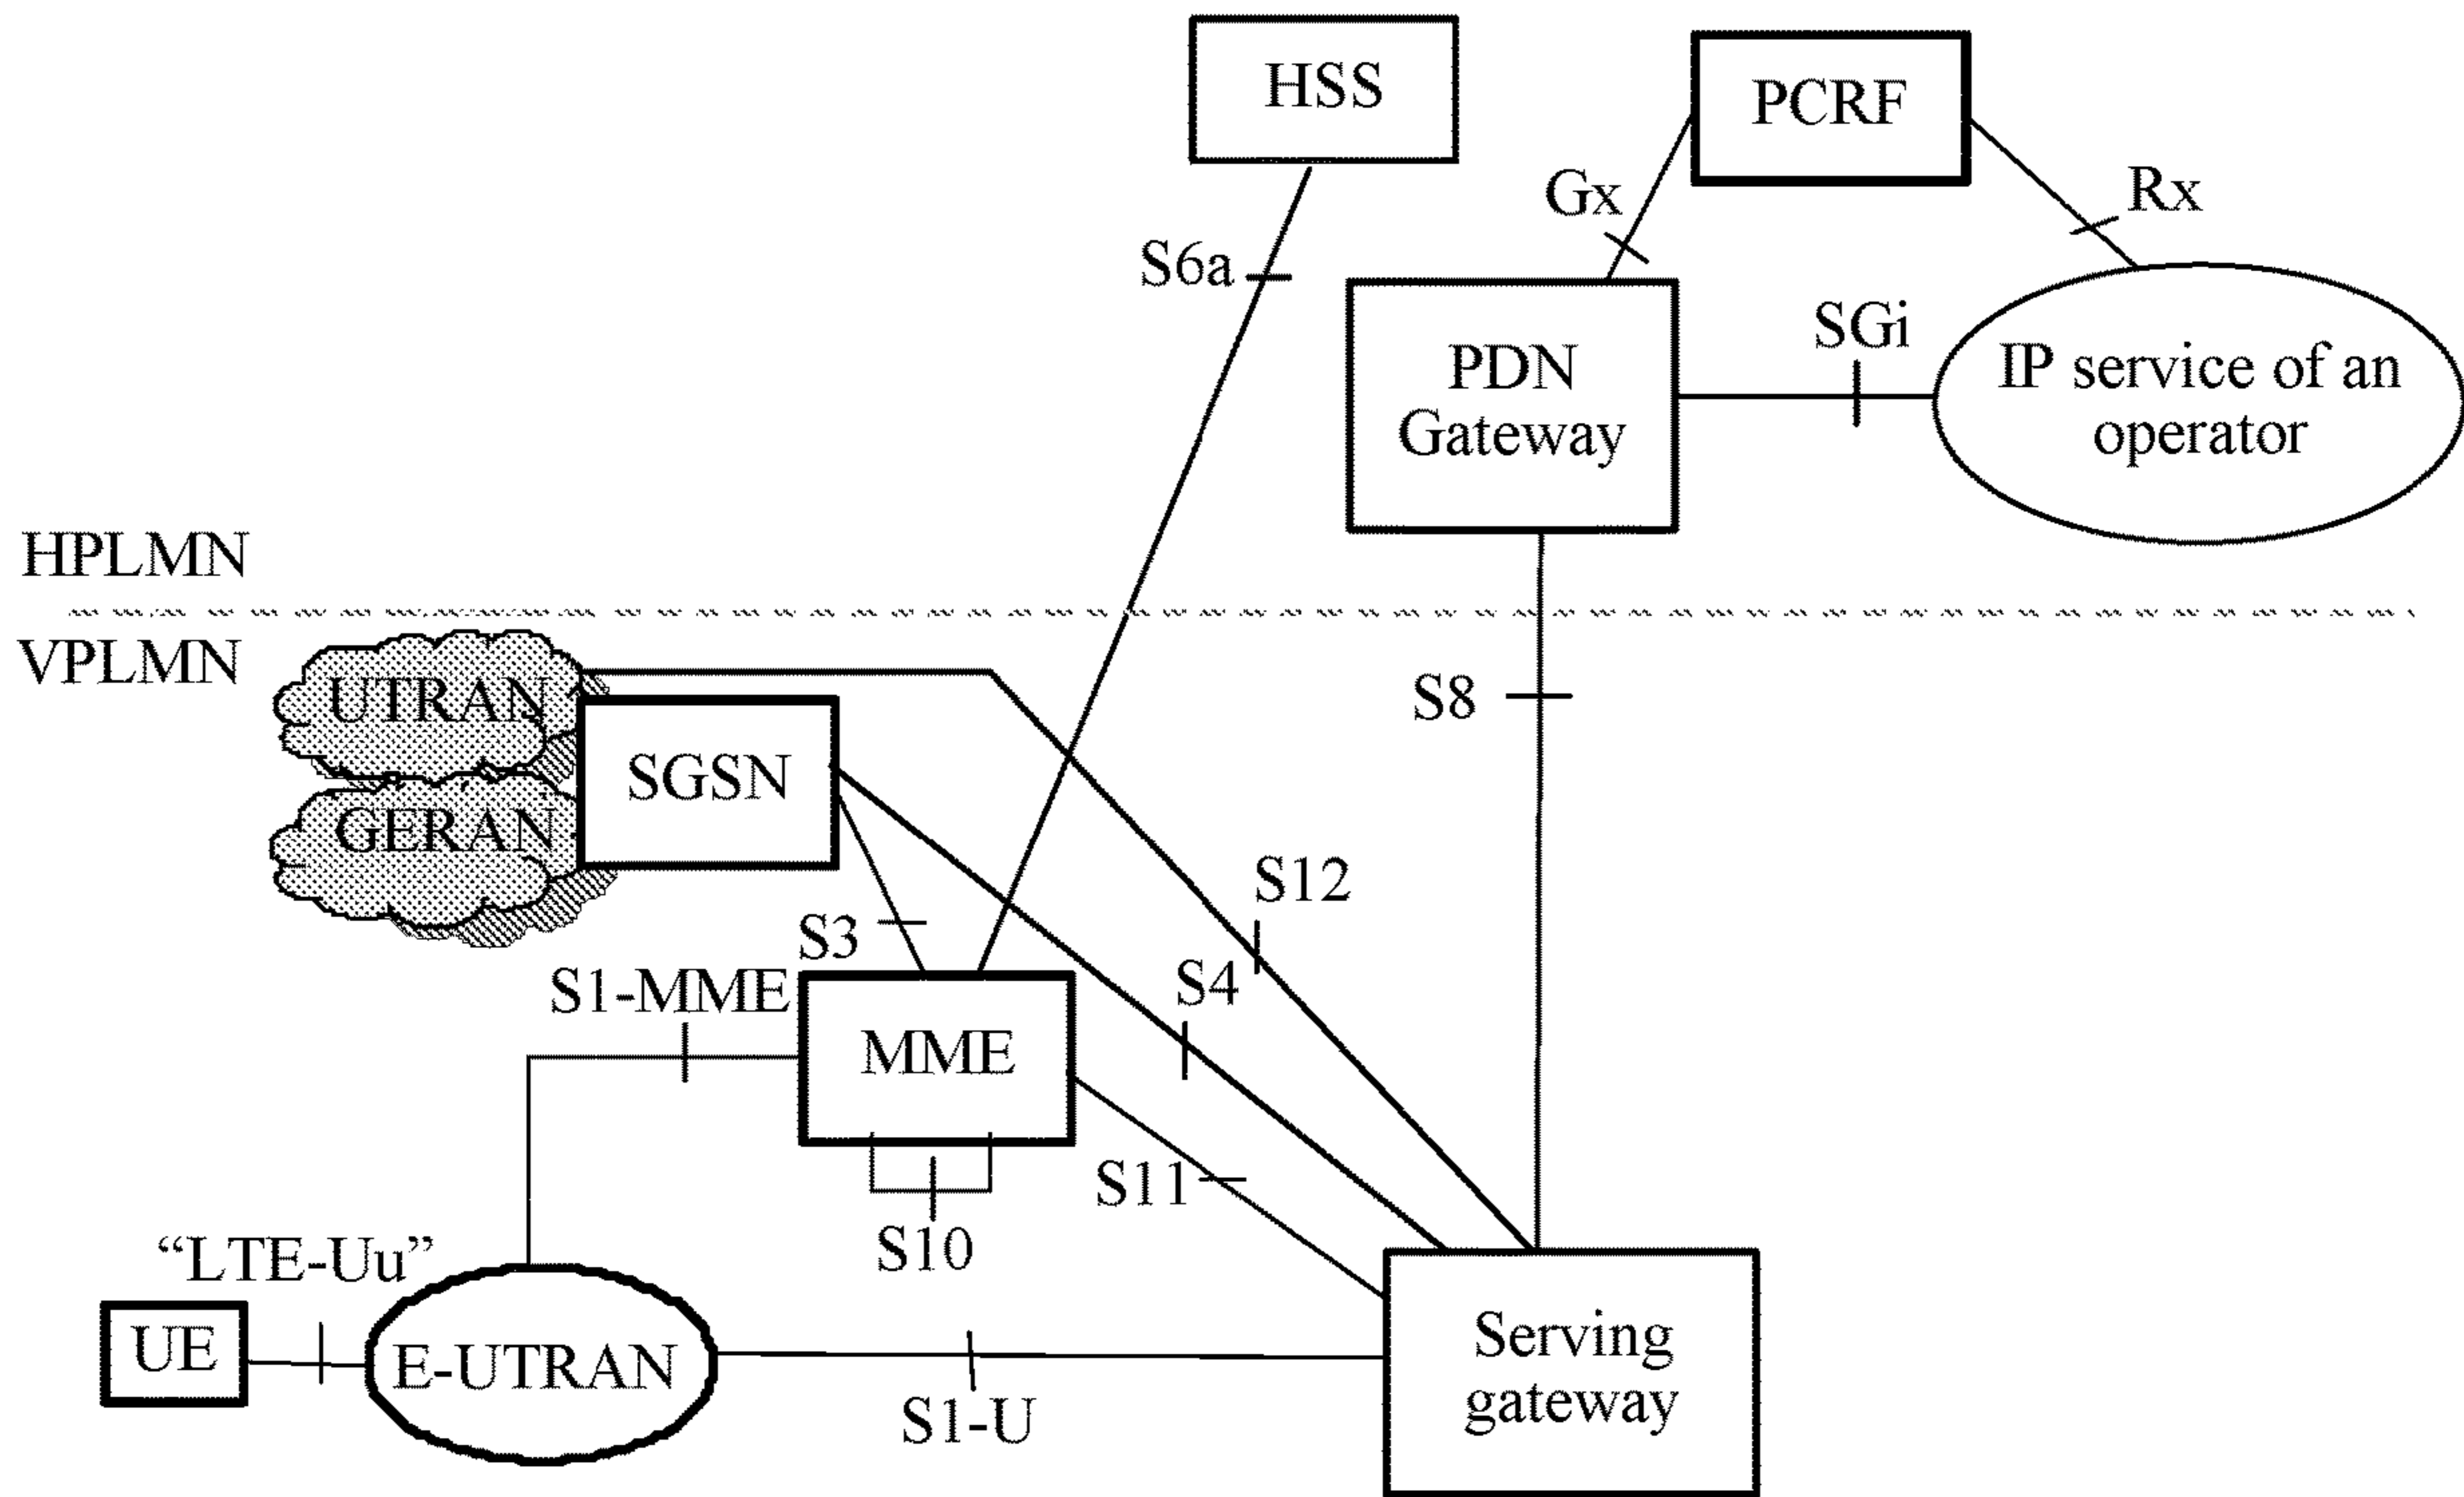 HSS
PCRF
Gx
Rx
S6a
SGi
PDN
Gateway
IP service of an
operator
HPLMN
VPLMN
UTRAN
S8
SGSN
GERAN
S12
S3
S4
S1-MME
MME
S11
S10
“LTE-Uu”
UE
E-UTRAN
S1-U
Serving
gateway